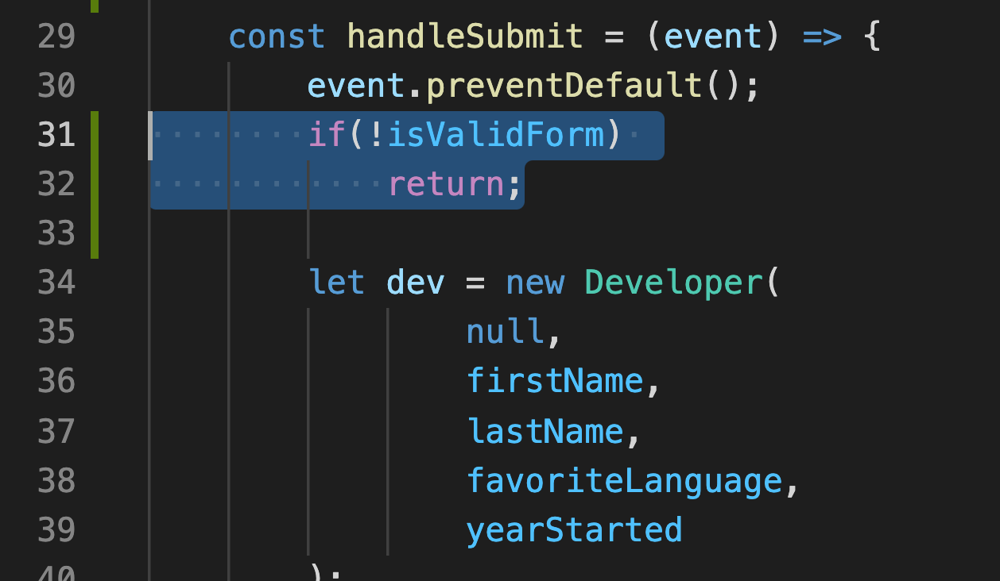 29 const handleSubmit = (event) => {
30 event.preventDefault();
31 if(!isValidForm)
32 return;
33
34 let dev = new Developer(
35 null,
36 firstName,
37 lastName,
38 favoriteLanguage,
39 yearStarted
40 );